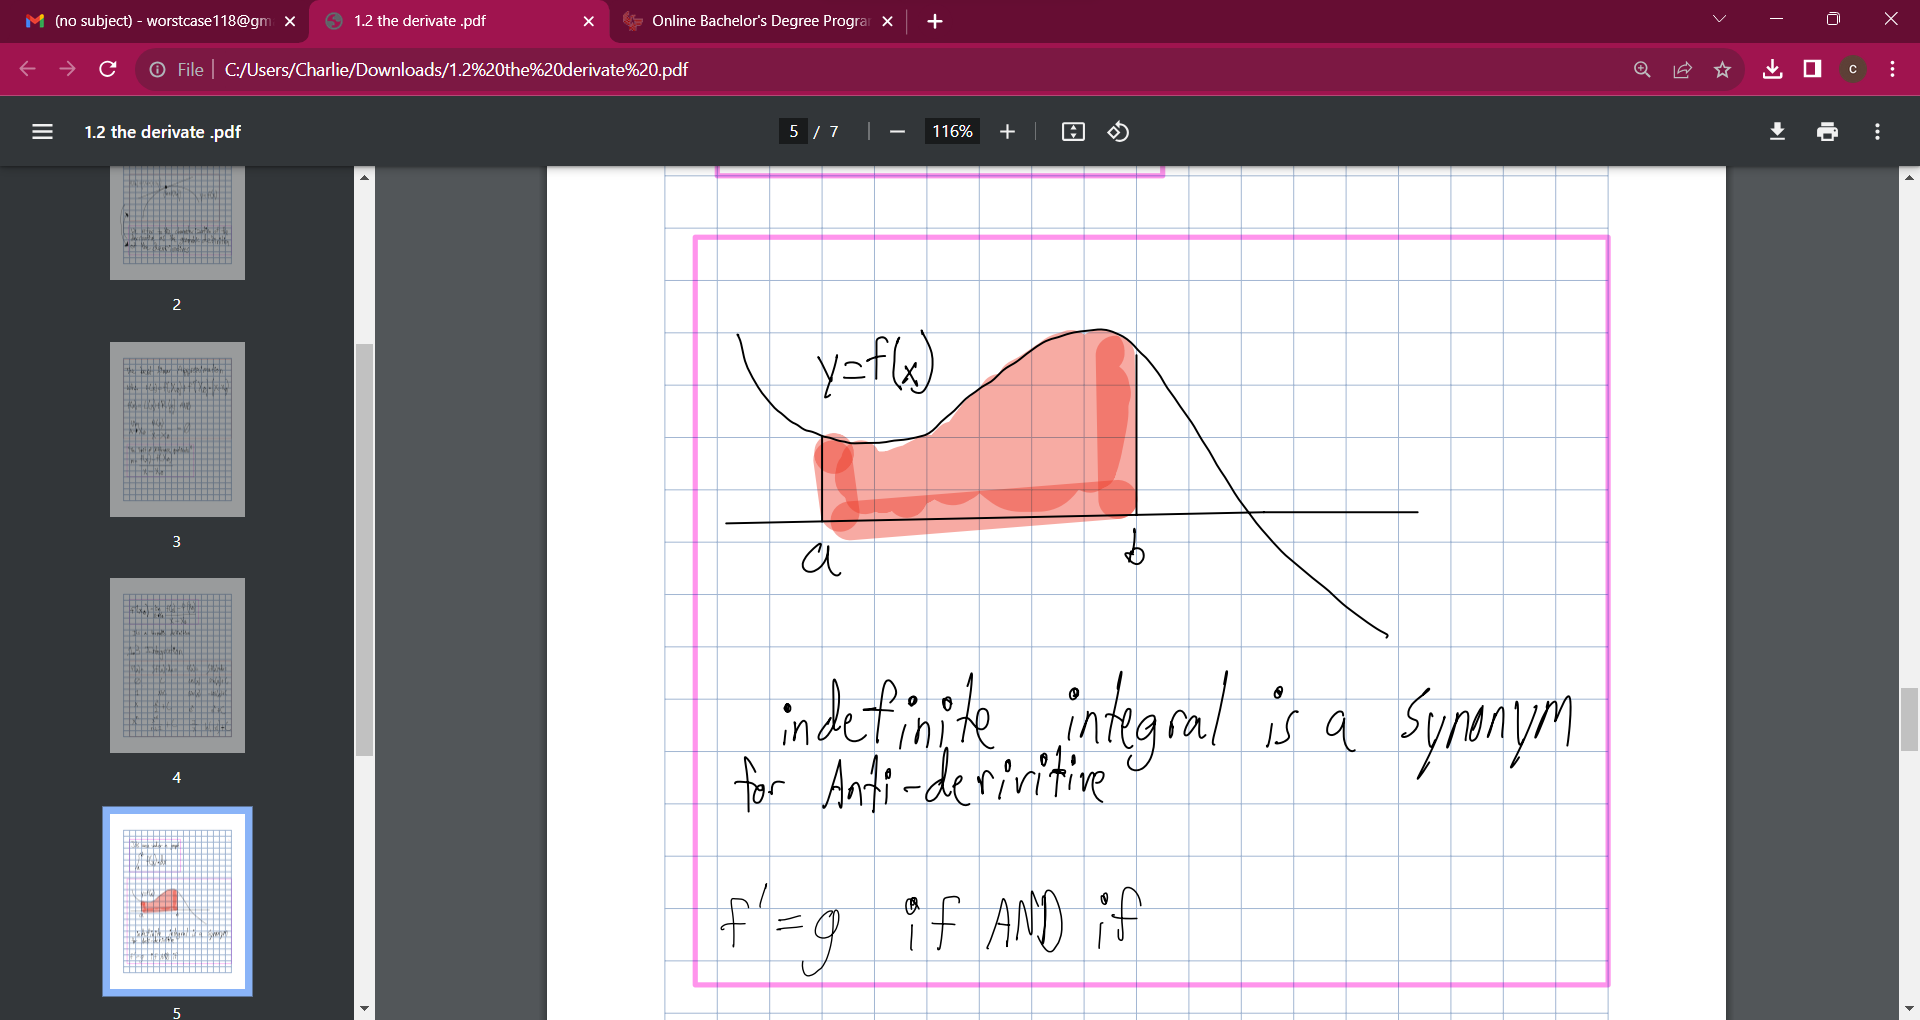 (no subject) - worstcase118@gm
1.2 the derivate .pdf
Online Bachelor's Degree Progra
File
C:/Users/Charlie/Downloads/1.2%20the%20derivate%20.pdf
c
1.2 the derivate .pdf
5 / 7
116%
2
3
4
5
y=f(x)
a
b
indefinite integral is a synonym
for Anti-derivitive
f'=g if AND if